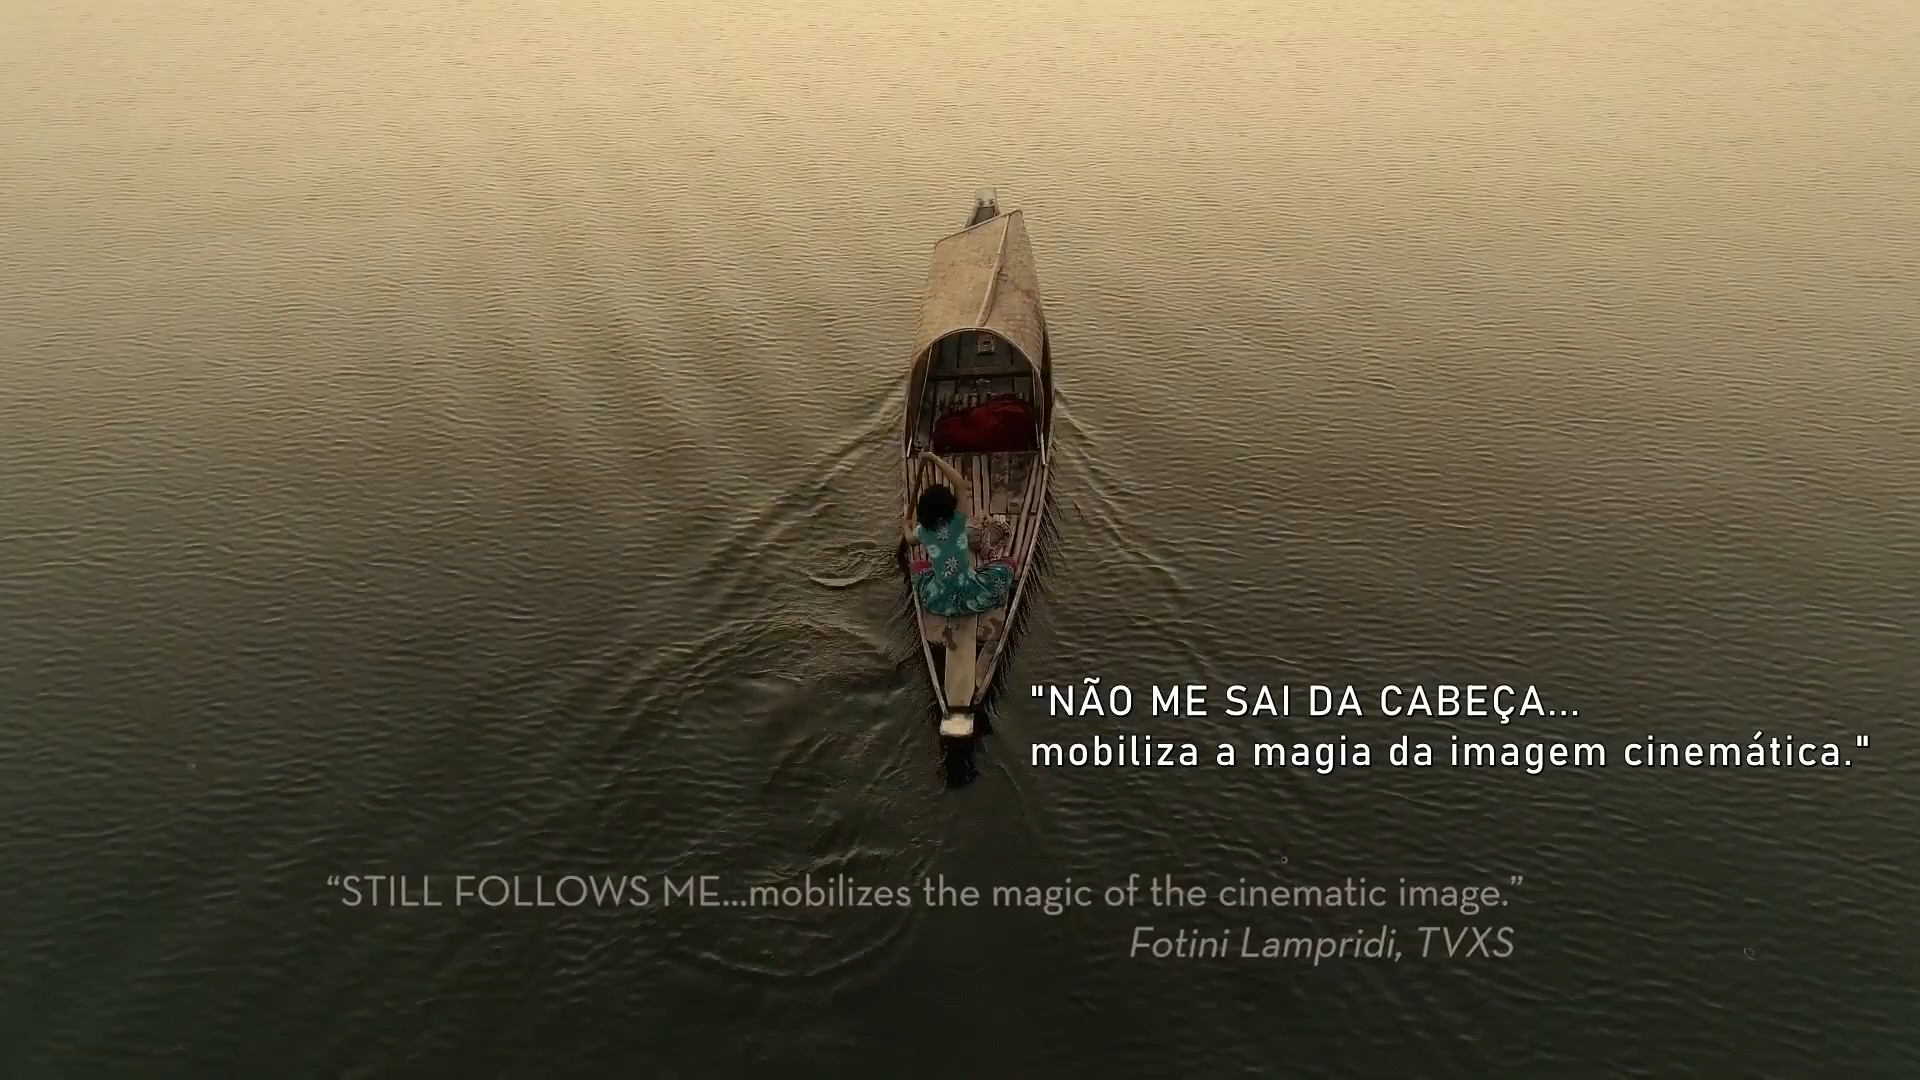 "NÃO ME SAI DA CABEÇA...
mobiliza a magia da imagem cinemática."
“STILL FOLLOWS ME...mobilizes the magic of the cinematic image.”
Fotini Lampridi, TVXS